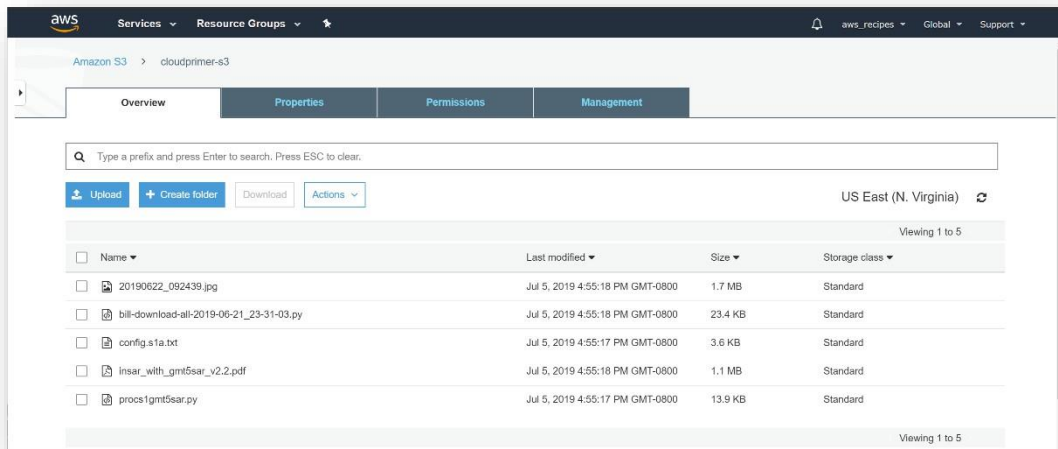 aws Services Resource Groups aws_recipes Global Support
Amazon S3 > cloudprimer-s3
Overview Properties Permissions Management
Type a prefix and press Enter to search. Press ESC to clear.
Upload + Create folder Download Actions US East (N. Virginia)
Viewing 1 to 5
Name Last modified Size Storage class
20190622_092439.jpg Jul 5, 2019 4:55:18 PM GMT-0800 1.7 MB Standard
bill-download-all-2019-06-21_23-31-03.py Jul 5, 2019 4:55:18 PM GMT-0800 23.4 KB Standard
config.s1a.txt Jul 5, 2019 4:55:17 PM GMT-0800 3.6 KB Standard
insar_with_gmt5sar_v2.2.pdf Jul 5, 2019 4:55:18 PM GMT-0800 1.1 MB Standard
procs1gmt5sar.py Jul 5, 2019 4:55:17 PM GMT-0800 13.9 KB Standard
Viewing 1 to 5